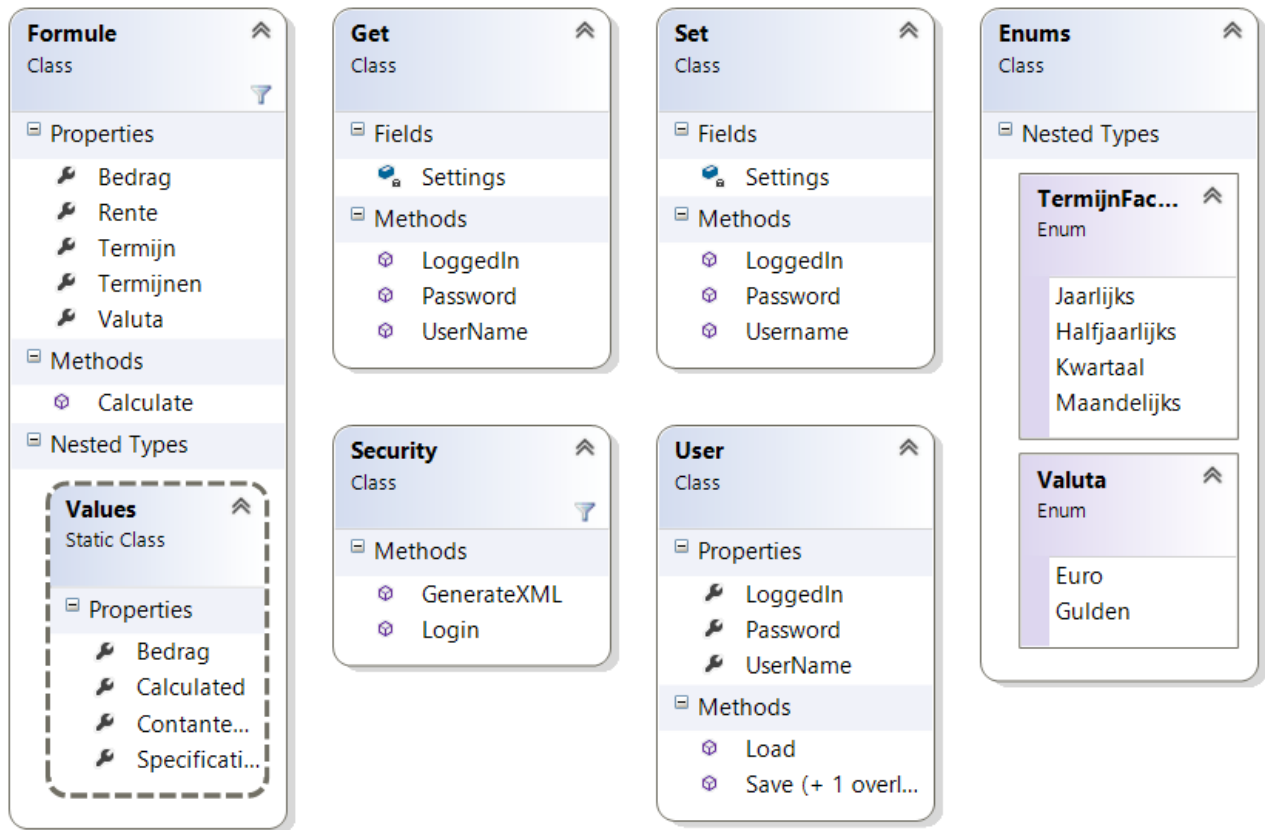 Formule
Class
Properties
Bedrag
Rente
Termijn
Termijnen
Valuta
Methods
Calculate
Nested Types
Values
Static Class
Properties
Bedrag
Calculated
Contante...
Specificati...
Get
Class
Fields
Settings
Methods
LoggedIn
Password
UserName
Set
Class
Fields
Settings
Methods
LoggedIn
Password
Username
Security
Class
Methods
GenerateXML
Login
User
Class
Properties
LoggedIn
Password
UserName
Methods
Load
Save (+ 1 overl...
Enums
Class
Nested Types
TermijnFac...
Enum
Jaarlijks
Halfjaarlijks
Kwartaal
Maandelijks
Valuta
Enum
Euro
Gulden